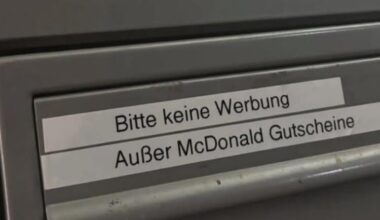 Bitte keine Werbung
Außer McDonald Gutscheine